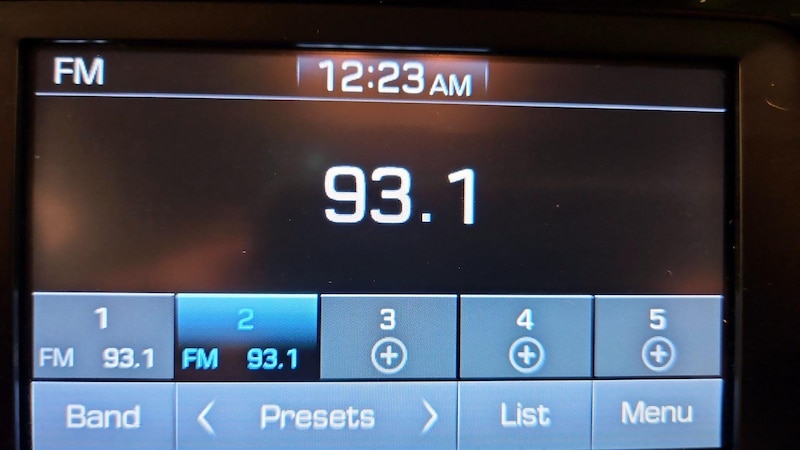 FM 12:23 AM
93.1
1 2 3 4 5
FM 93.1 FM 93.1
Band < Presets > List Menu